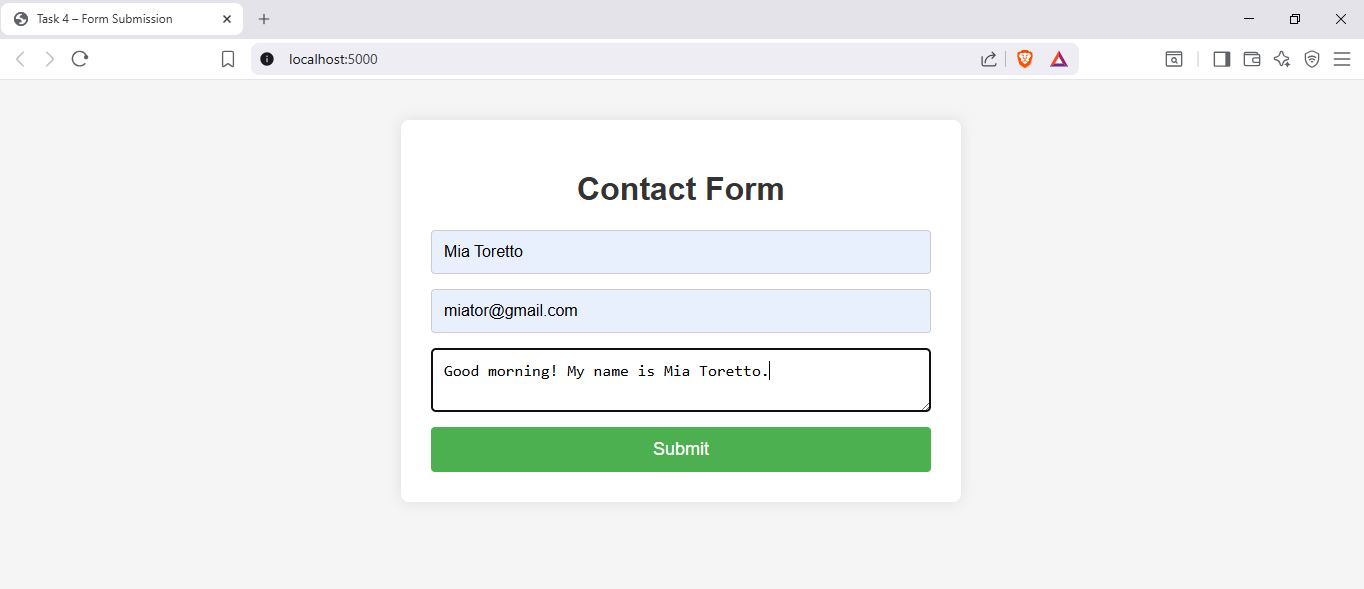 Task 4 – Form Submission
localhost:5000
Contact Form
Mia Toretto
miator@gmail.com
Good morning! My name is Mia Toretto.
Submit